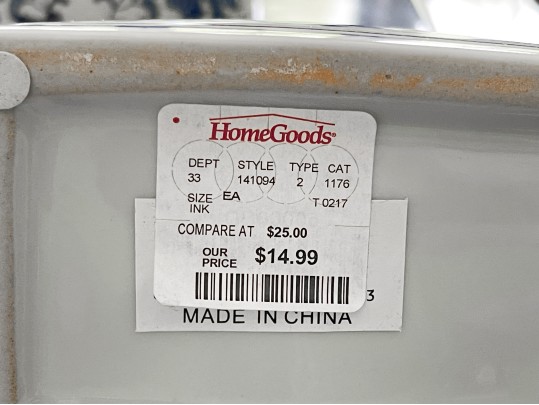 HomeGoods®
DEPT STYLE TYPE CAT
33 141094 2 1176
SIZE EA T 0217
INK
COMPARE AT $25.00
OUR PRICE $14.99
3
MADE IN CHINA